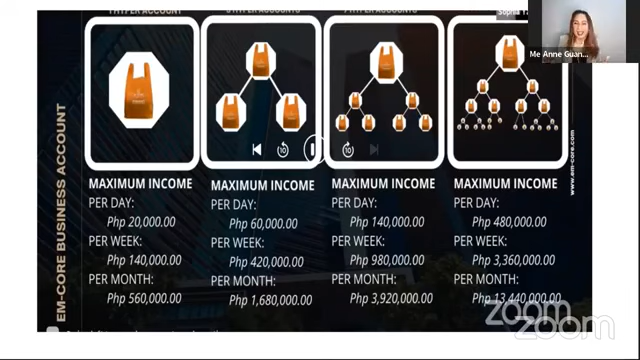 1 HYPER ACCOUNT
3 HYPER ACCOUNTS
7 HYPER ACCOUNTS
Me Anne Guan...
EM-CORE BUSINESS ACCOUNT
www.em-core.com
10
10
MAXIMUM INCOME
PER DAY:
Php 20,000.00
PER WEEK:
Php 140,000.00
PER MONTH:
Php 560,000.00
MAXIMUM INCOME
PER DAY:
Php 60,000.00
PER WEEK:
Php 420,000.00
PER MONTH:
Php 1,680,000.00
MAXIMUM INCOME
PER DAY:
Php 140,000.00
PER WEEK:
Php 980,000.00
PER MONTH:
Php 3,920,000.00
MAXIMUM INCOME
PER DAY:
Php 480,000.00
PER WEEK:
Php 3,360,000.00
PER MONTH:
Php 13,440,000.00
zoom
zoom